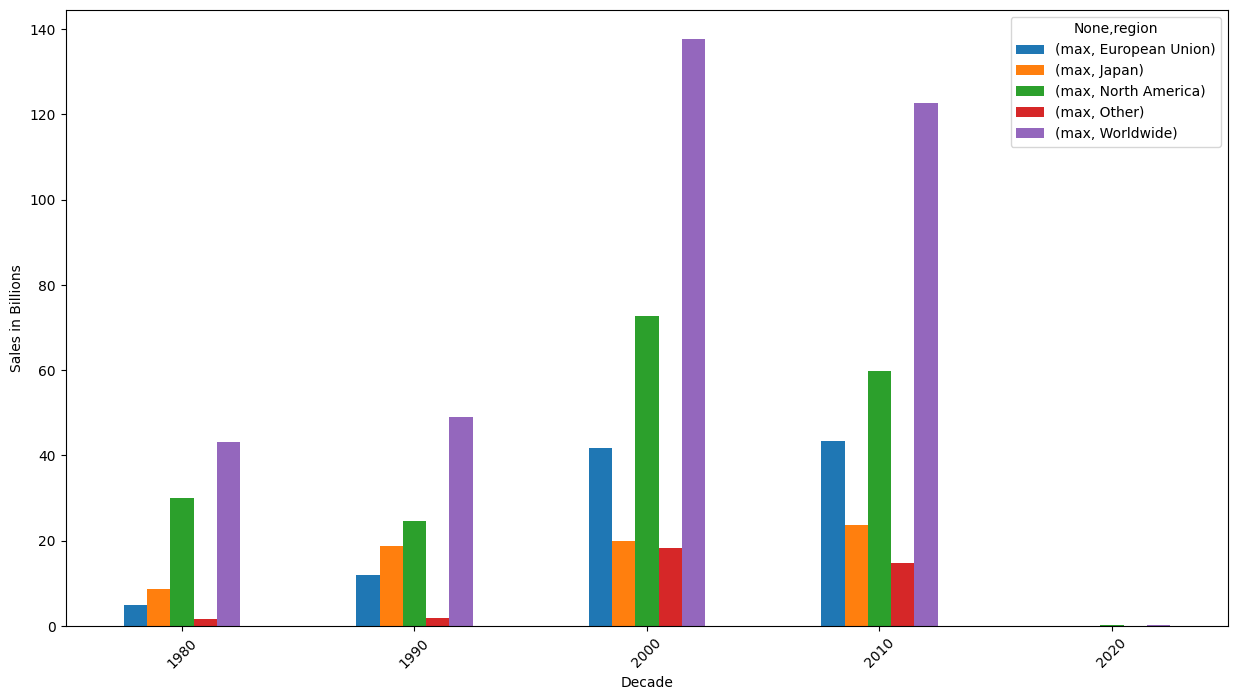 None,region
(max, European Union)
(max, Japan)
(max, North America)
(max, Other)
(max, Worldwide)
Sales in Billions
140
120
100
80
60
40
20
0
1980
1990
2000
2010
2020
Decade